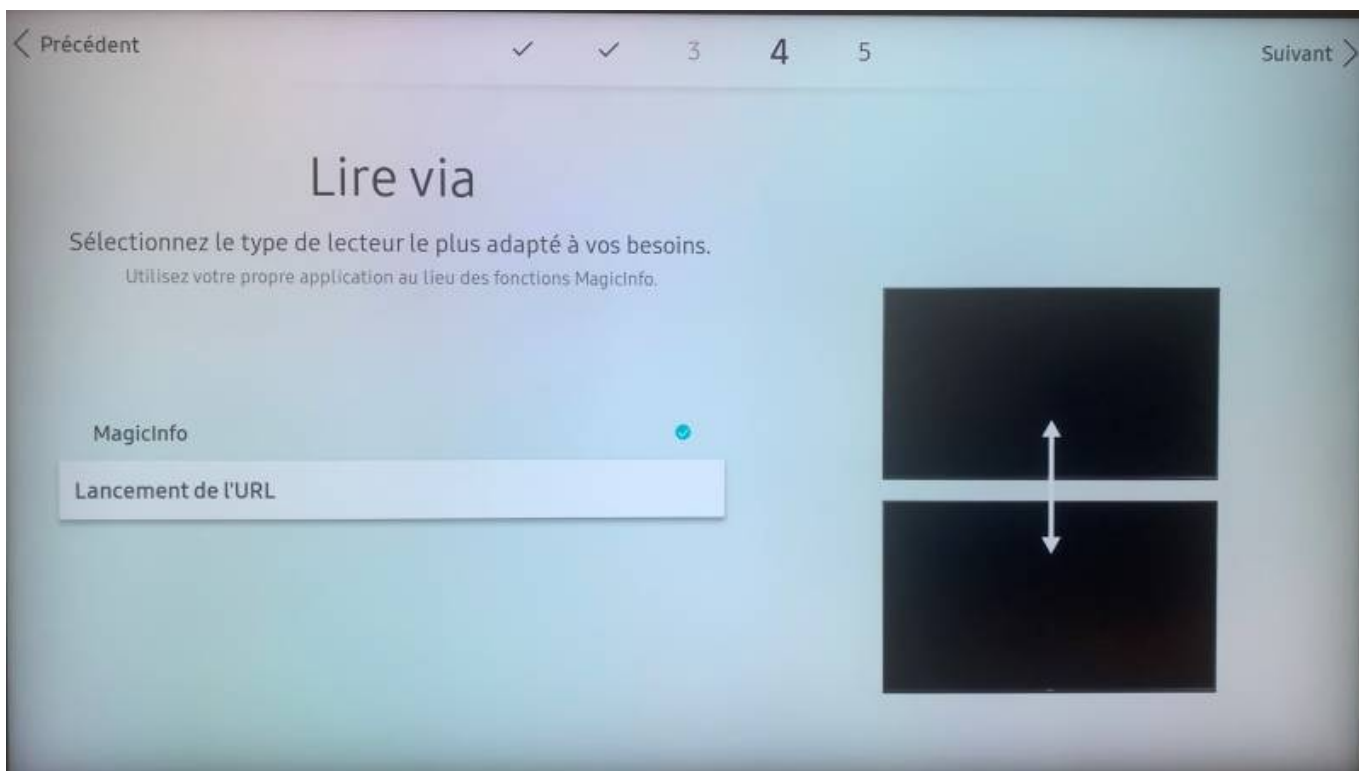 Précédent
3 4 5
Suivant
Lire via
Sélectionnez le type de lecteur le plus adapté à vos besoins.
Utilisez votre propre application au lieu des fonctions MagicInfo.
MagicInfo
Lancement de l'URL